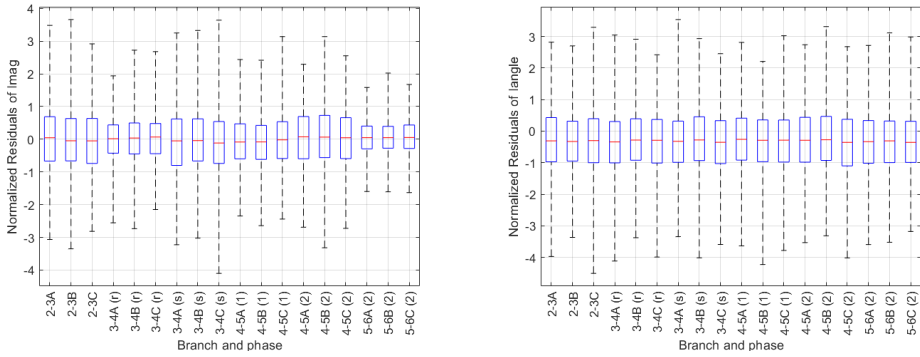 4
3
2
1
0
-1
-2
-3
-4
Normalized Residuals of Imag
2-3A
2-3B
2-3C
3-4A (r)
3-4B (r)
3-4C (r)
3-4A (s)
3-4B (s)
3-4C (s)
4-5A (1)
4-5B (1)
4-5C (1)
4-5A (2)
4-5B (2)
4-5C (2)
5-6A (2)
5-6B (2)
5-6C (2)
Branch and phase
3
2
1
0
-1
-2
-3
-4
Normalized Residuals of Iangle
2-3A
2-3B
2-3C
3-4A (r)
3-4B (r)
3-4C (r)
3-4A (s)
3-4B (s)
3-4C (s)
4-5A (1)
4-5B (1)
4-5C (1)
4-5A (2)
4-5B (2)
4-5C (2)
5-6A (2)
5-6B (2)
5-6C (2)
Branch and phase